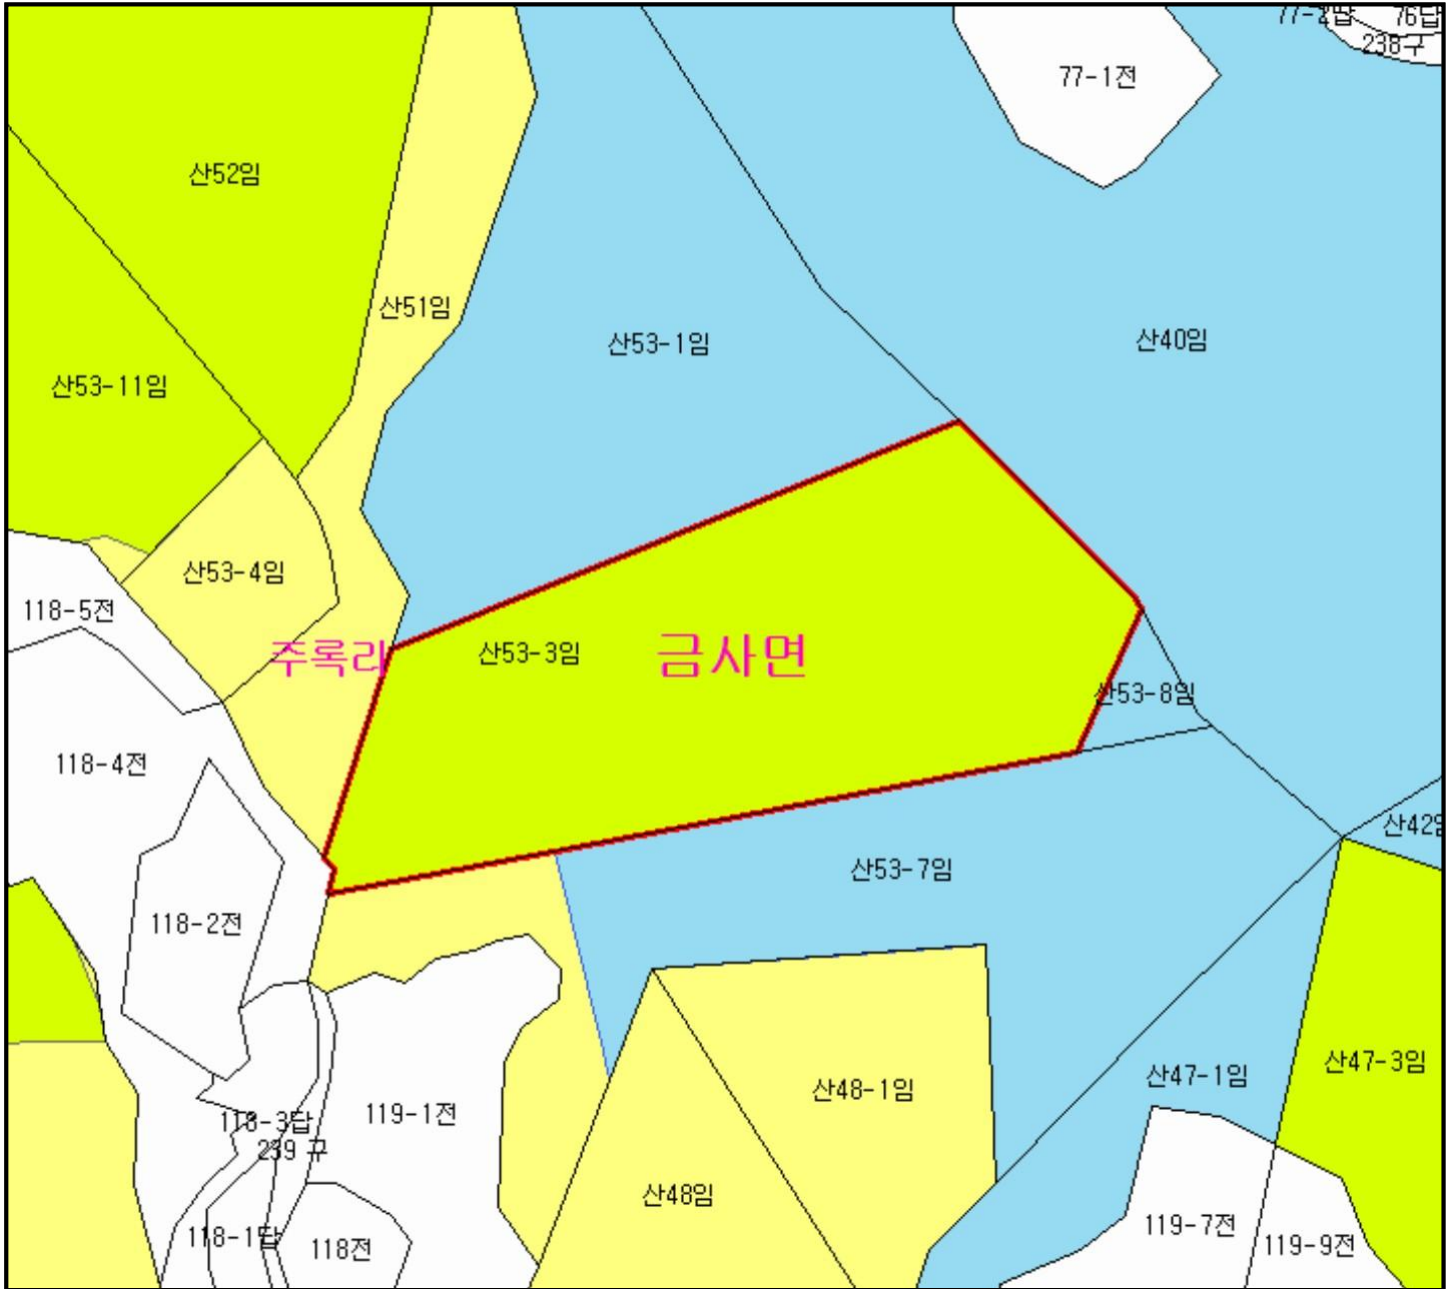 77-2답
76답
238구
77-1전
산52임
산51임
산53-1임
산40임
산53-11임
산53-4임
118-5전
주록리
산53-3임
금사면
산53-8임
118-4전
산42임
산53-7임
118-2전
산47-3임
산47-1임
산48-1임
119-1전
118-3답
239 구
산48임
119-7전
118-1답
118전
119-9전